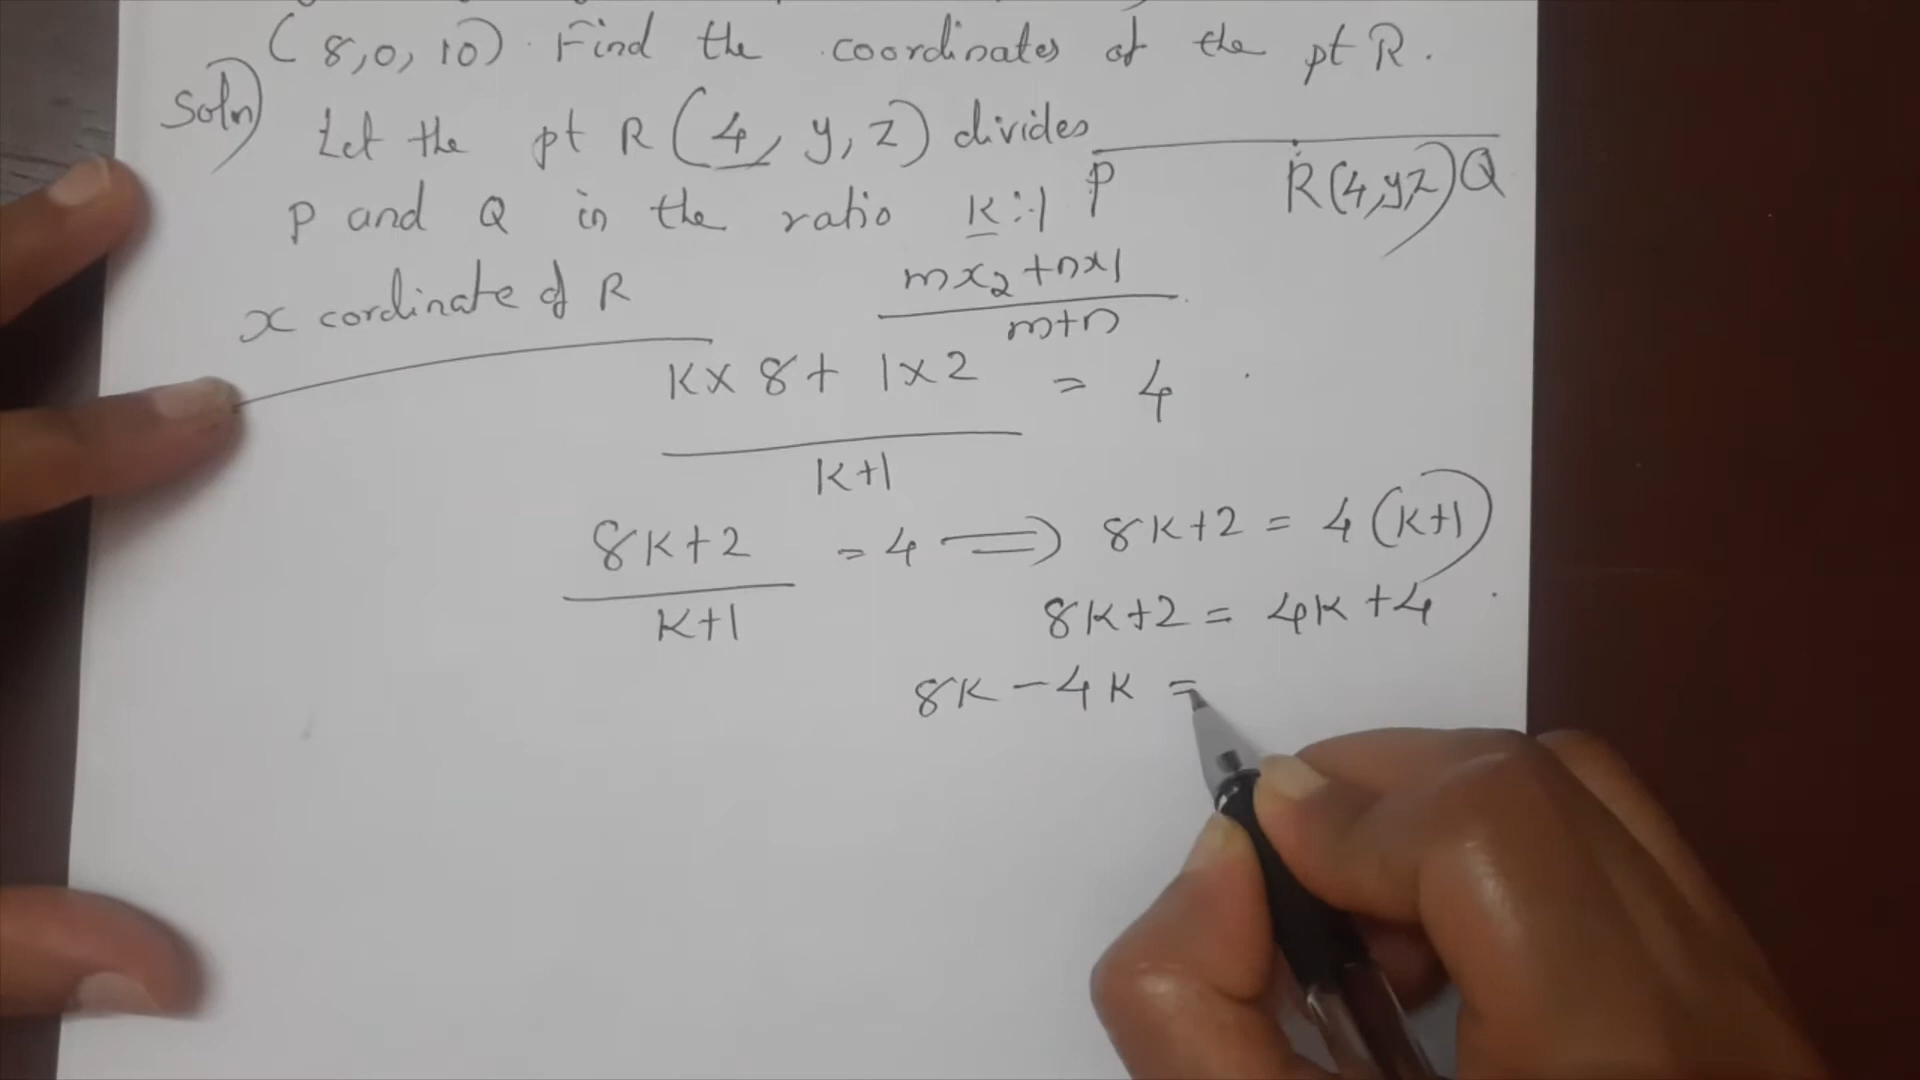 (8,0,10). Find the coordinates of the pt R.
Soln) Let the pt R (4, y, z) divides
P and Q in the ratio K:1
P R(4,y,z) Q
x cordinate of R
mx2+nx1
m+n
K× 8+ 1×2 = 4
K+1
8K+2 = 4 => 8K+2 = 4 (K+1)
K+1
8K+2 = 4K+4
8K-4K =